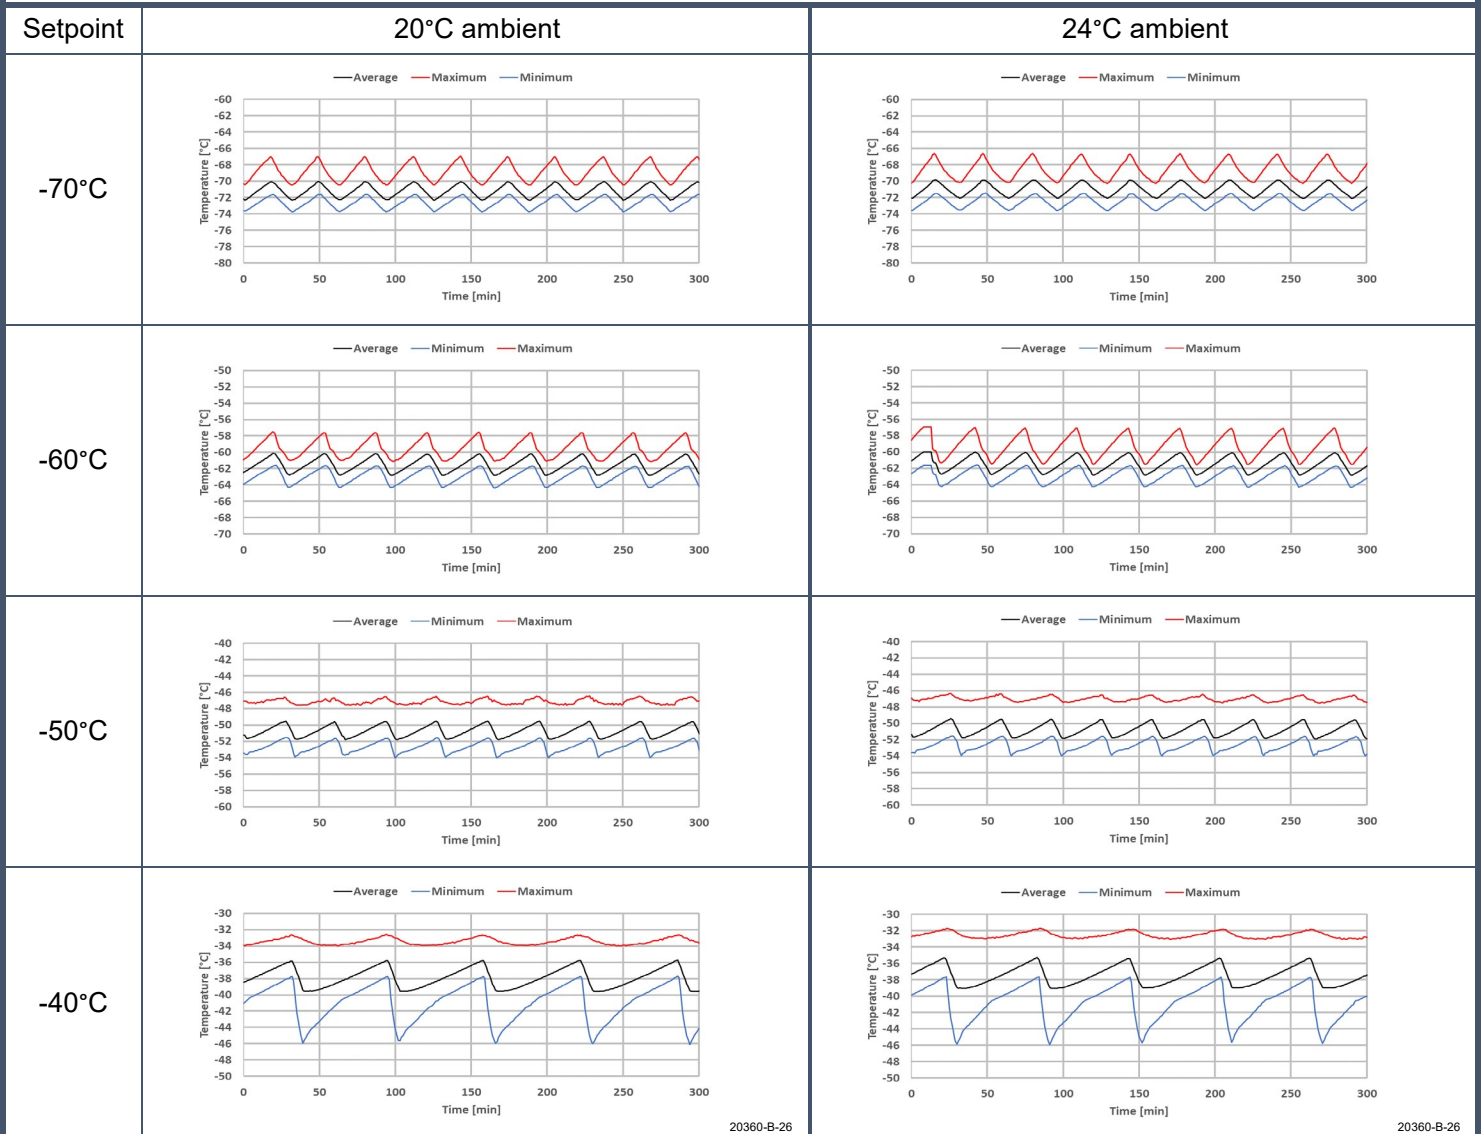 Setpoint 20°C ambient 24°C ambient
-70°C
Average Maximum Minimum
Temperature [°C]
-60
-62
-64
-66
-68
-70
-72
-74
-76
-78
-80
0 50 100 150 200 250 300
Time [min]
Average Maximum Minimum
Temperature [°C]
-60
-62
-64
-66
-68
-70
-72
-74
-76
-78
-80
0 50 100 150 200 250 300
Time [min]
-60°C
Average Minimum Maximum
Temperature [°C]
-50
-52
-54
-56
-58
-60
-62
-64
-66
-68
-70
0 50 100 150 200 250 300
Time [min]
Average Minimum Maximum
Temperature [°C]
-50
-52
-54
-56
-58
-60
-62
-64
-66
-68
-70
0 50 100 150 200 250 300
Time [min]
-50°C
Average Minimum Maximum
Temperature [°C]
-40
-42
-44
-46
-48
-50
-52
-54
-56
-58
-60
0 50 100 150 200 250 300
Time [min]
Average Minimum Maximum
Temperature [°C]
-40
-42
-44
-46
-48
-50
-52
-54
-56
-58
-60
0 50 100 150 200 250 300
Time [min]
-40°C
Average Minimum Maximum
Temperature [°C]
-30
-32
-34
-36
-38
-40
-42
-44
-46
-48
-50
0 50 100 150 200 250 300
Time [min]
20360-B-26
Average Minimum Maximum
Temperature [°C]
-30
-32
-34
-36
-38
-40
-42
-44
-46
-48
-50
0 50 100 150 200 250 300
Time [min]
20360-B-26